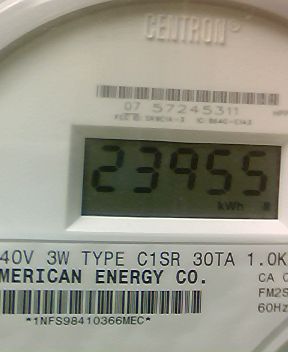 CENTRON®
07 57245311
23955
kWh
40V 3W TYPE C1SR 30TA 1.0K
MERICAN ENERGY CO.
CA
FM2S
60Hz
*1NFS98410366MEC*